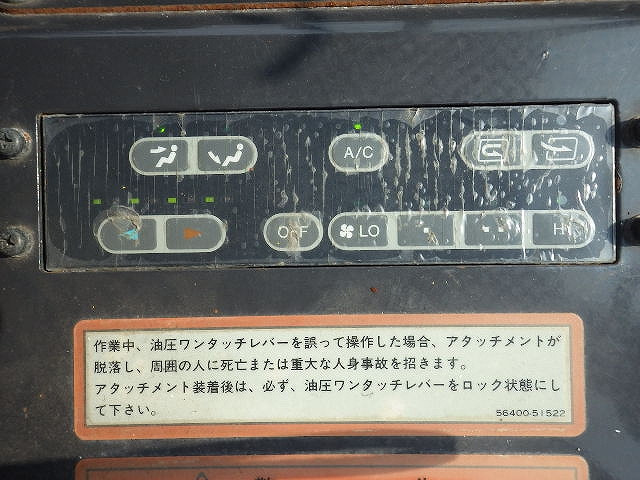 A/C
OFF
LO
HI
作業中、油圧ワンタッチレバーを誤って操作した場合、アタッチメントが
脱落し、周囲の人に死亡または重大な人身事故を招きます。
アタッチメント装着後は、必ず、油圧ワンタッチレバーをロック状態にし
て下さい。
56400-51522